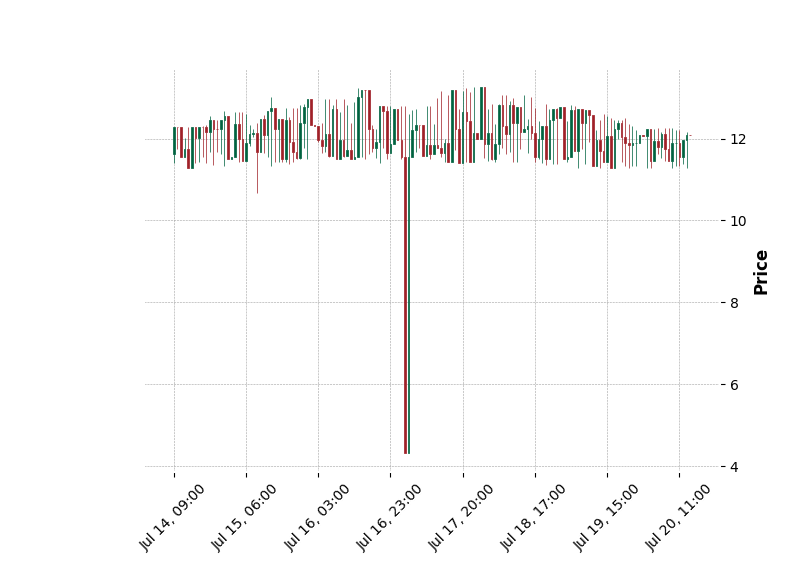 12
10
8
6
4
Price
Jul 14, 09:00
Jul 15, 06:00
Jul 16, 03:00
Jul 16, 23:00
Jul 17, 20:00
Jul 18, 17:00
Jul 19, 15:00
Jul 20, 11:00